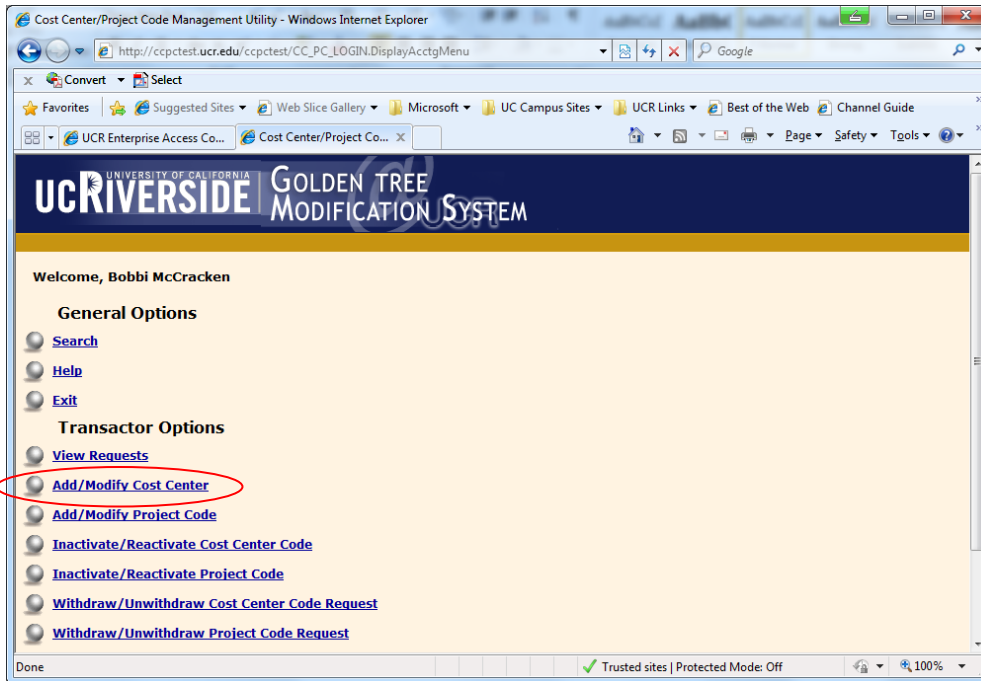 Cost Center/Project Code Management Utility - Windows Internet Explorer
http://ccpctest.ucr.edu/ccpctest/CC_PC_LOGIN.DisplayAcctgMenu
Google
x Convert Select
Favorites Suggested Sites Web Slice Gallery Microsoft UC Campus Sites UCR Links Best of the Web Channel Guide
UCR Enterprise Access Co... Cost Center/Project Co... Page Safety Tools
UNIVERSITY OF CALIFORNIA
UCRIVERSIDE
GOLDEN TREE
MODIFICATION SYSTEM
@UCR
Welcome, Bobbi McCracken
General Options
Search
Help
Exit
Transactor Options
View Requests
Add/Modify Cost Center
Add/Modify Project Code
Inactivate/Reactivate Cost Center Code
Inactivate/Reactivate Project Code
Withdraw/Unwithdraw Cost Center Code Request
Withdraw/Unwithdraw Project Code Request
Done Trusted sites | Protected Mode: Off 100%